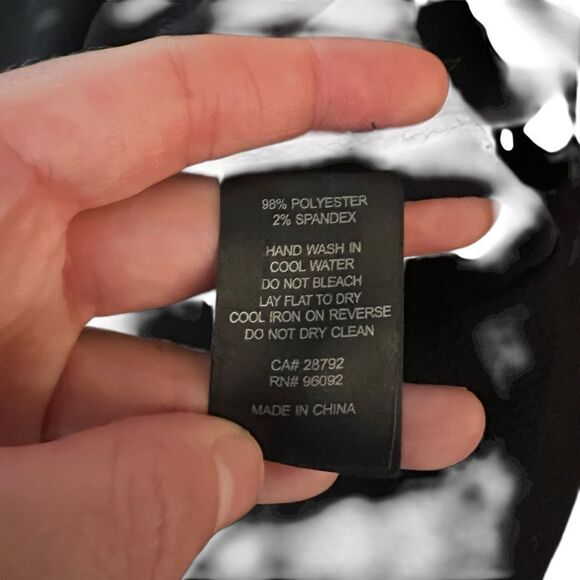 98% POLYESTER
2% SPANDEX
HAND WASH IN
COOL WATER
DO NOT BLEACH
LAY FLAT TO DRY
COOL IRON ON REVERSE
DO NOT DRY CLEAN
CA# 28792
RN# 96092
MADE IN CHINA